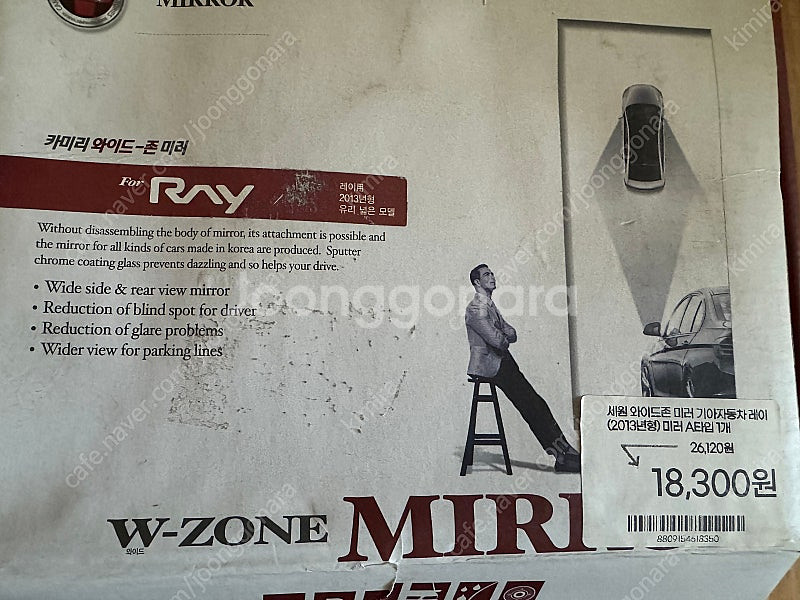 MIRROR
카미리 와이드-존 미러
For RAY
레이用
2013년형
유리 넓은 모델
Without disassembling the body of mirror, its attachment is possible and
the mirror for all kinds of cars made in korea are produced. Sputter
chrome coating glass prevents dazzling and so helps your drive.
• Wide side & rear view mirror
• Reduction of blind spot for driver
• Reduction of glare problems
• Wider view for parking lines
Joonggonara
세원 와이드존 미러 기아자동차 레이
(2013년형) 미러 A타입 1개
26,120원
18,300원
8809154618350
W-ZONE
와이드
cafe.naver.com/joonggonara
kimira